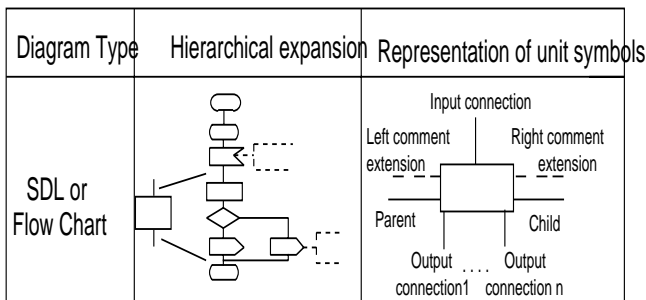 Diagram Type
Hierarchical expansion
Representation of unit symbols
SDL or
Flow Chart
Input connection
Left comment
extension
Right comment
extension
Parent
Child
Output
connection1
. . . .
Output
connection n